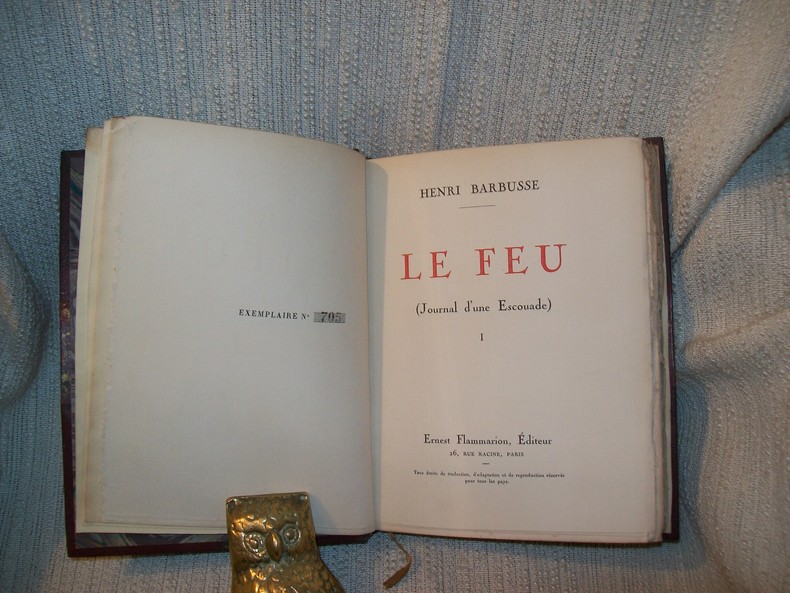 EXEMPLAIRE N° 705
HENRI BARBUSSE
LE FEU
(Journal d'une Escouade)
I
Ernest Flammarion, Éditeur
26, RUE RACINE, PARIS
Tous droits de traduction, d'adaptation et de reproduction réservés
pour tous les pays.